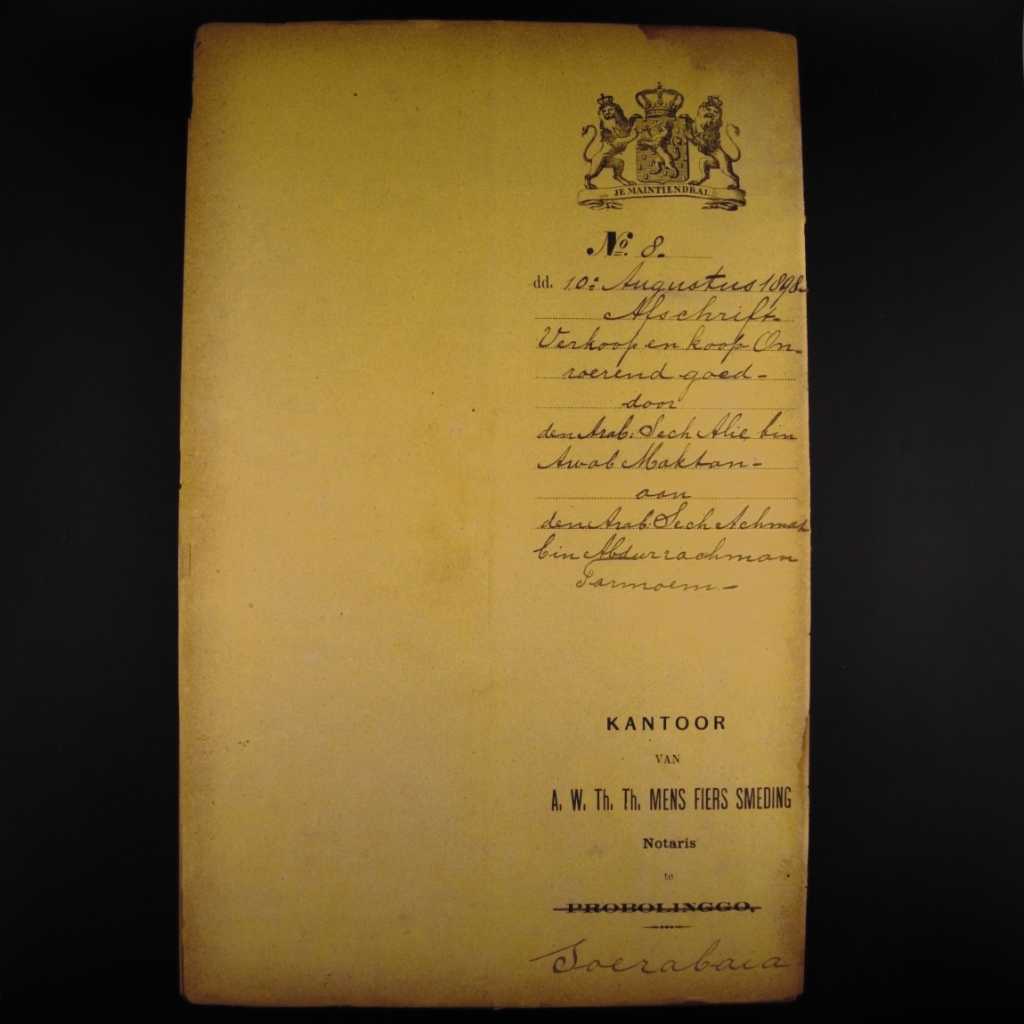 JE MAINTIENDRAI
No. 8.
dd. 10: Augustus 1898.
Afschrift
Verkoop en koop On-
roerend goed -
door
den Arab: Sech Alie bin
Awab Maktan -
aan
den Arab: Sech Achmat
bin Abdurrachman
Tarmoem -
KANTOOR
VAN
A. W. Th. Th. MENS FIERS SMEDING
Notaris
te
PROBOLINGGO,
Soerabaia